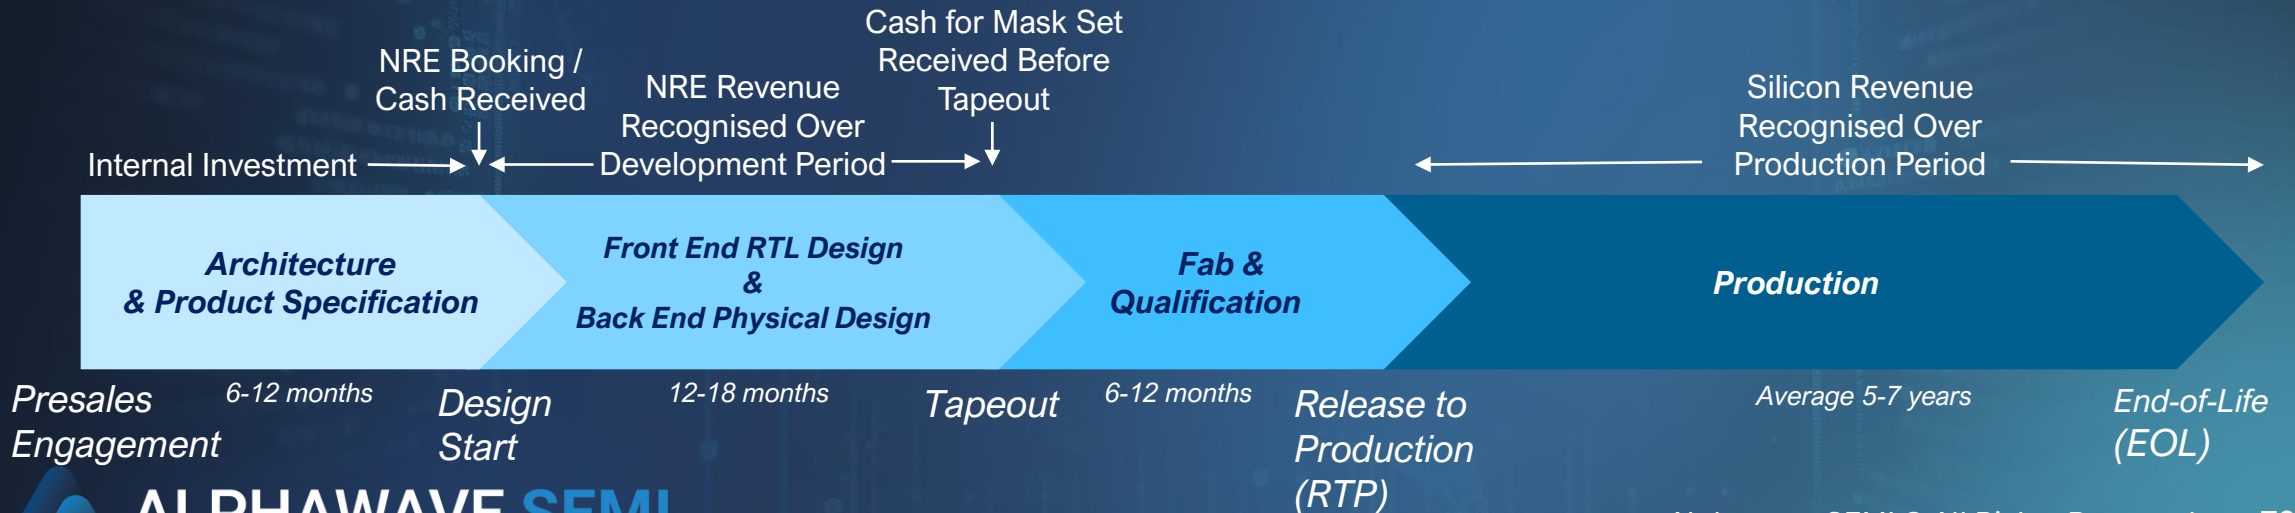 Cash for Mask Set
Received Before
Tapeout
NRE Booking /
Cash Received
NRE Revenue
Recognised Over
Development Period
Silicon Revenue
Recognised Over
Production Period
Internal Investment
Architecture
& Product Specification
Front End RTL Design
&
Back End Physical Design
Fab &
Qualification
Production
Presales
Engagement
6-12 months
Design
Start
12-18 months
Tapeout
6-12 months
Release to
Production
(RTP)
Average 5-7 years
End-of-Life
(EOL)
ALPHAWAVE SEMI